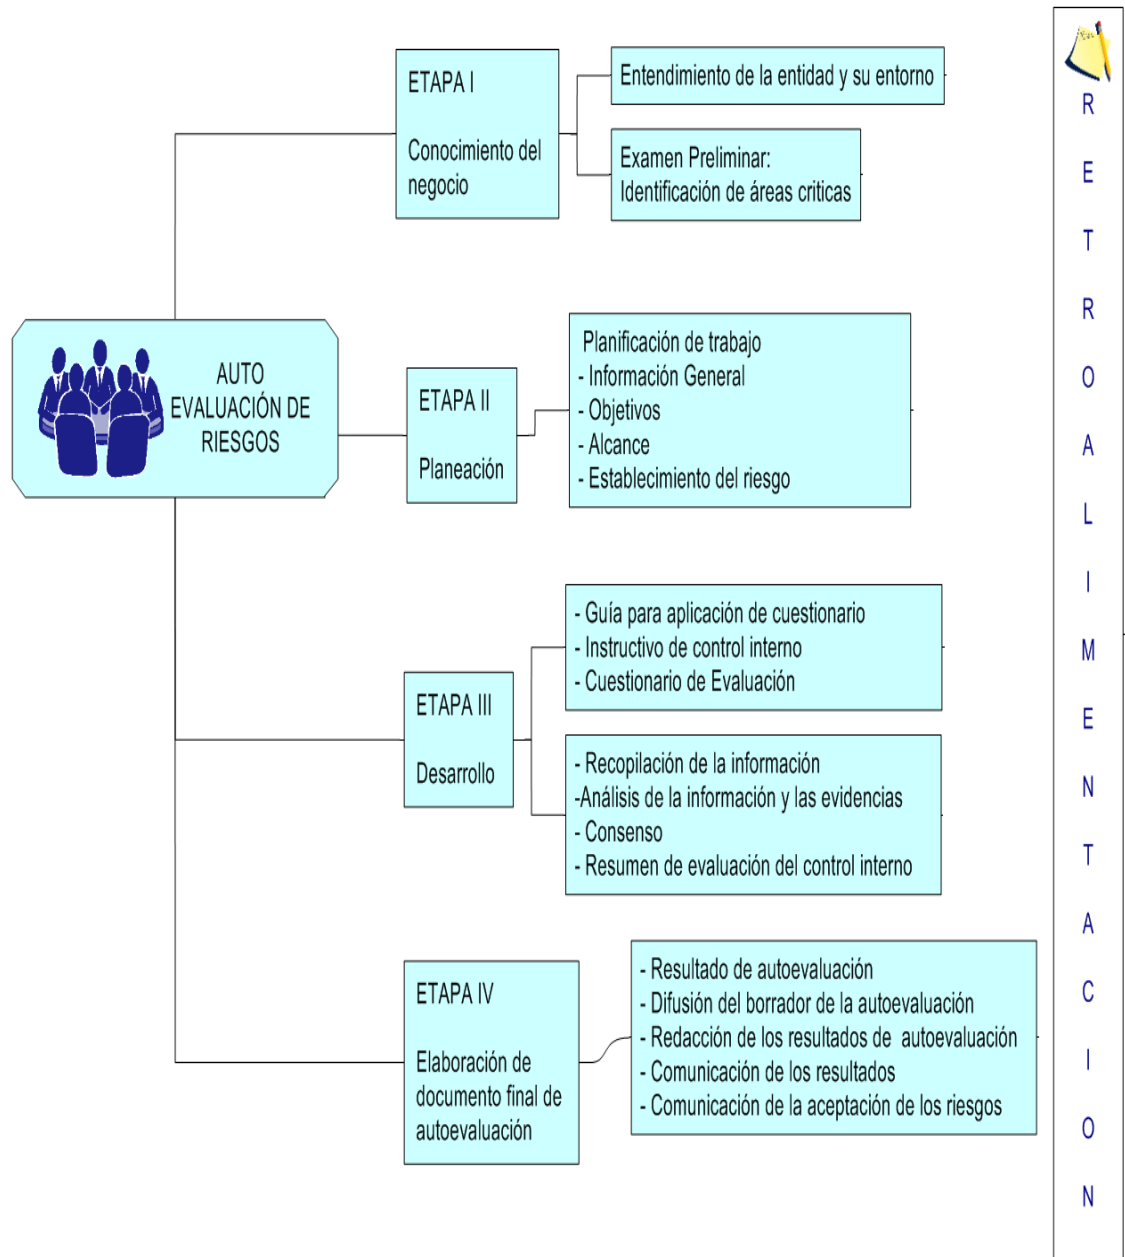 AUTO
EVALUACIÓN DE
RIESGOS
ETAPA I
Conocimiento del
negocio
Entendimiento de la entidad y su entorno
Examen Preliminar:
Identificación de áreas criticas
ETAPA II
Planeación
Planificación de trabajo
- Información General
- Objetivos
- Alcance
- Establecimiento del riesgo
ETAPA III
Desarrollo
- Guía para aplicación de cuestionario
- Instructivo de control interno
- Cuestionario de Evaluación
- Recopilación de la información
-Análisis de la información y las evidencias
- Consenso
- Resumen de evaluación del control interno
ETAPA IV
Elaboración de
documento final de
autoevaluación
- Resultado de autoevaluación
- Difusión del borrador de la autoevaluación
- Redacción de los resultados de autoevaluación
- Comunicación de los resultados
- Comunicación de la aceptación de los riesgos
RETROALIMENTACION